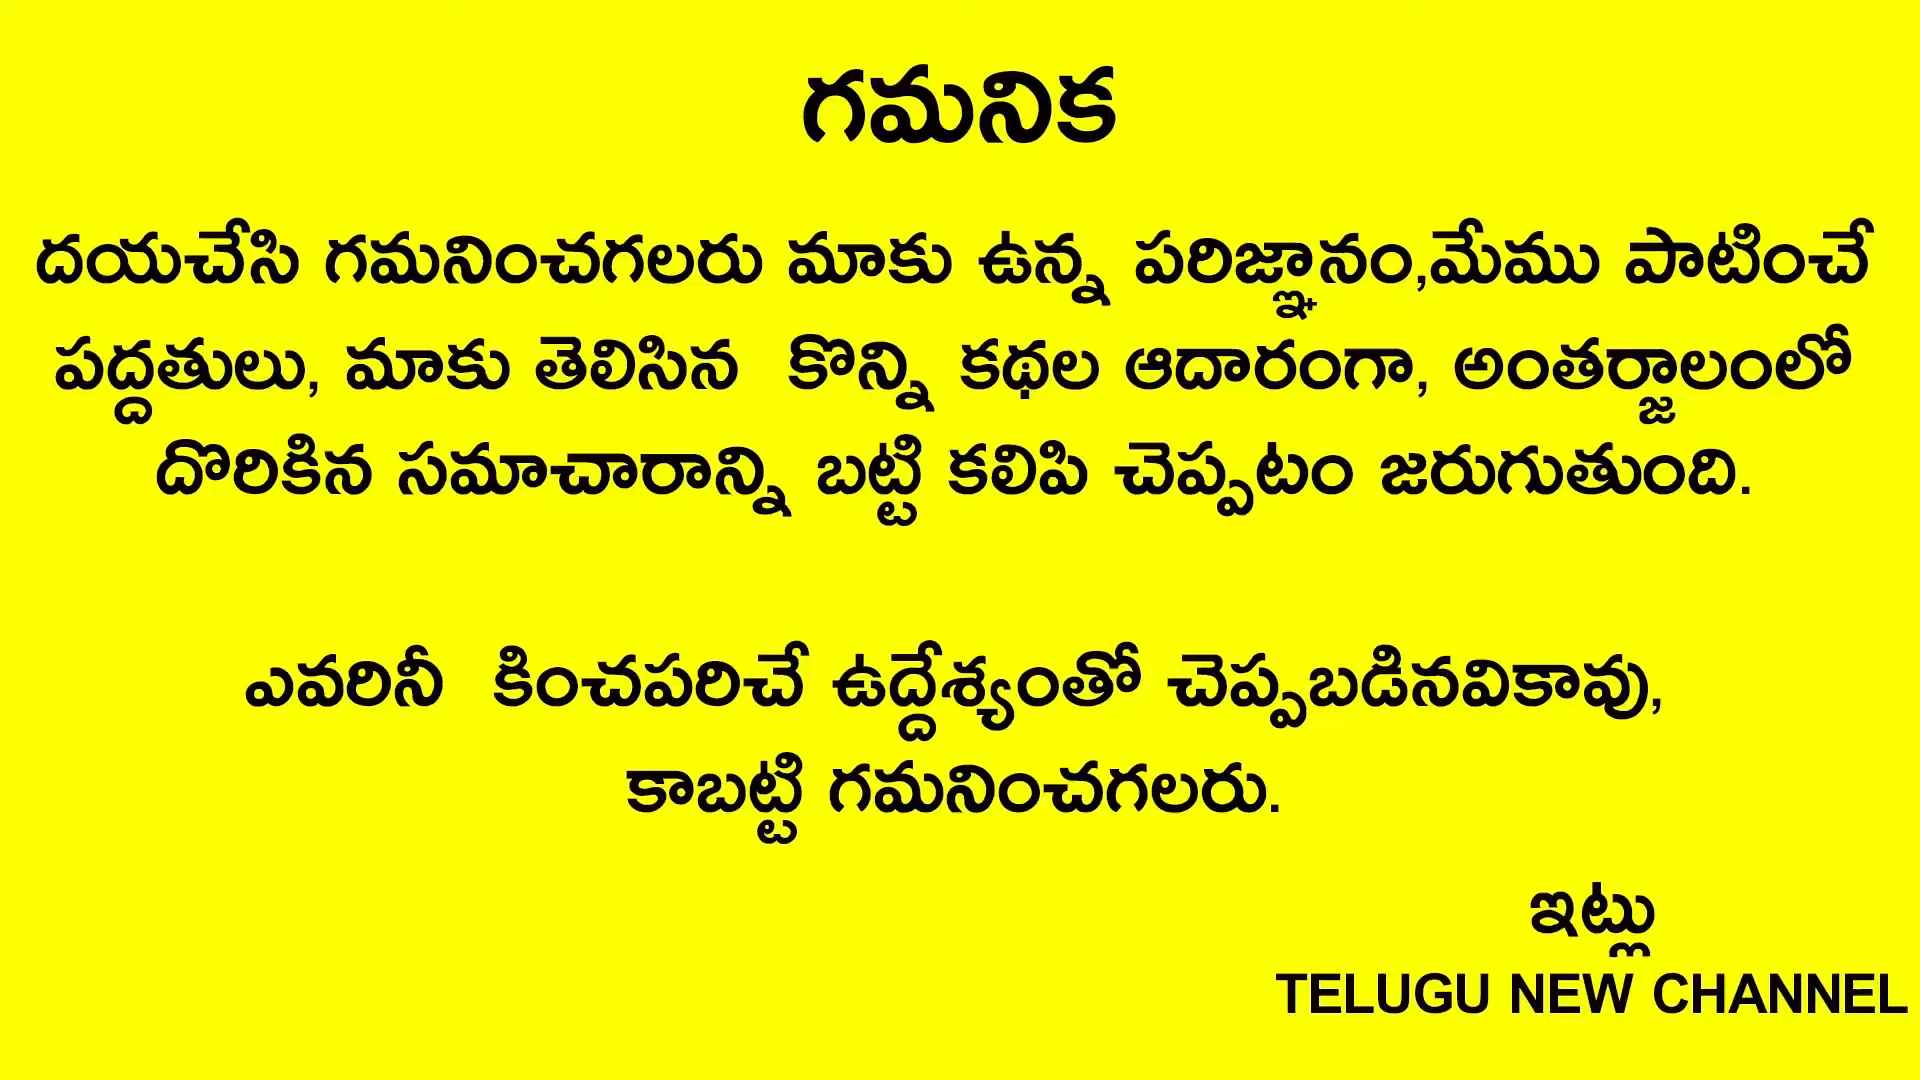 గమనిక
దయచేసి గమనించగలరు మాకు ఉన్న పరిజ్ఞానం,మేము పాటించే
పద్దతులు, మాకు తెలిసిన కొన్ని కథల ఆదారంగా, అంతర్జాలంలో
దొరికిన సమాచారాన్ని బట్టి కలిపి చెప్పటం జరుగుతుంది.
ఎవరినీ కించపరిచే ఉద్దేశ్యంతో చెప్పబడినవికావు,
కాబట్టి గమనించగలరు.
ఇట్లు
TELUGU NEW CHANNEL